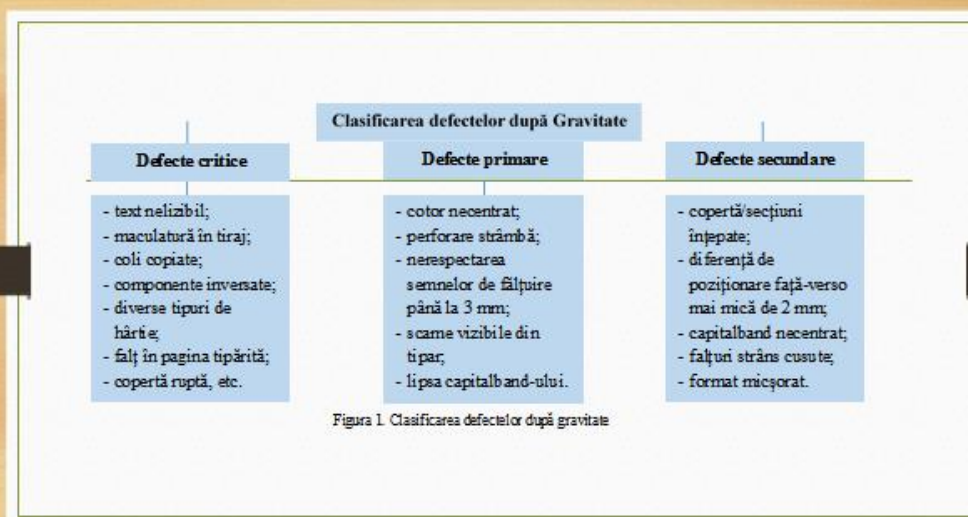 Clasificarea defectelor după Gravitate
Defecte critice
- text nelizibil;
- maculatură în tiraj;
- coli copiate;
- componente inversate;
- diverse tipuri de
hârtie;
- falț în pagina tipărită;
- copertă ruptă, etc.
Defecte primare
- cotor necentrat;
- perforare strâmbă;
- nerespectarea
semnelor de fălțuire
până la 3 mm;
- scame vizibile din
tipar;
- lipsa capitalband-ului.
Defecte secundare
- copertă/secțiuni
înțepate;
- diferență de
poziționare față-verso
mai mică de 2 mm;
- capitalband necentrat;
- falțuri strâns cusute;
- format micșorat.
Figura 1. Clasificarea defectelor după gravitate